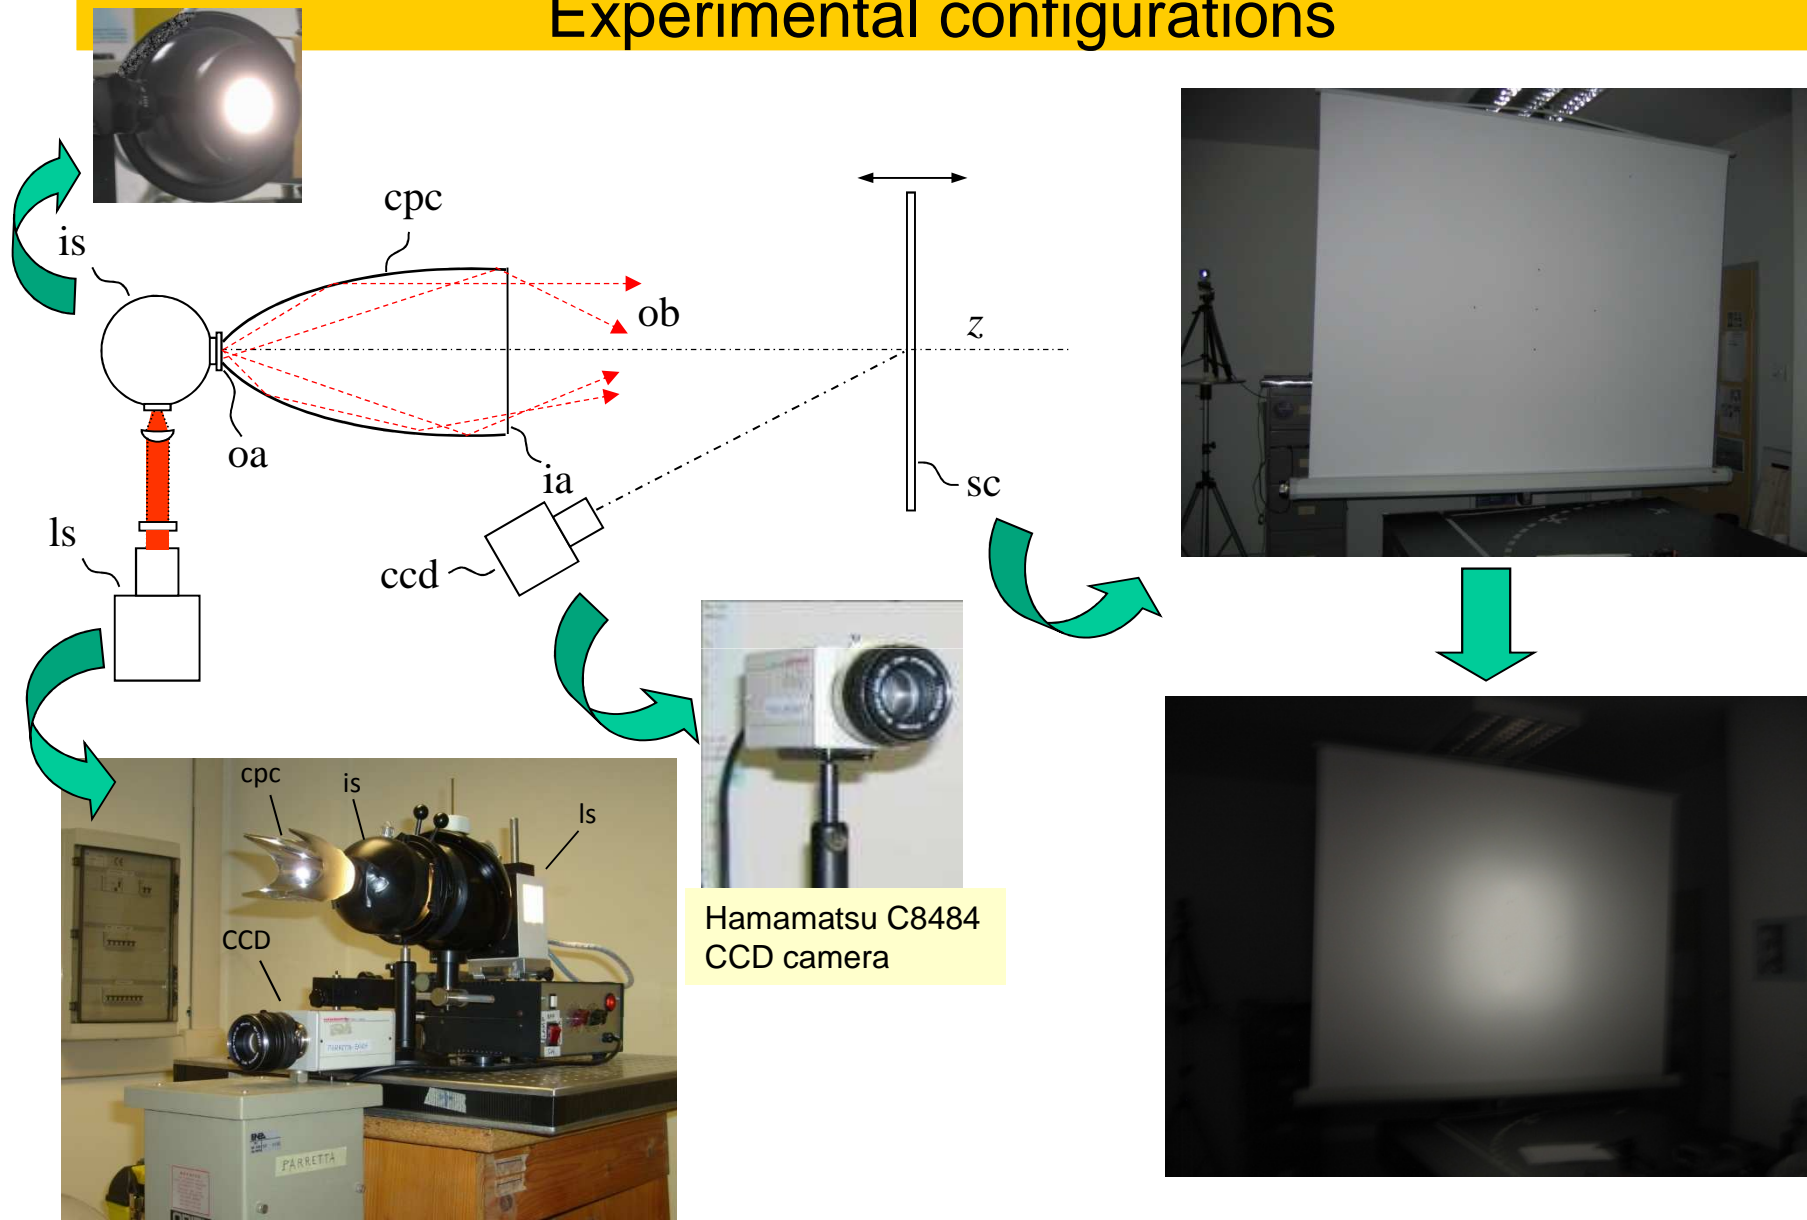 Experimental configurations
cpc
is
ob
z
oa
ia
sc
ls
ccd
cpc
is
ls
CCD
Hamamatsu C8484
CCD camera
PARRETTA